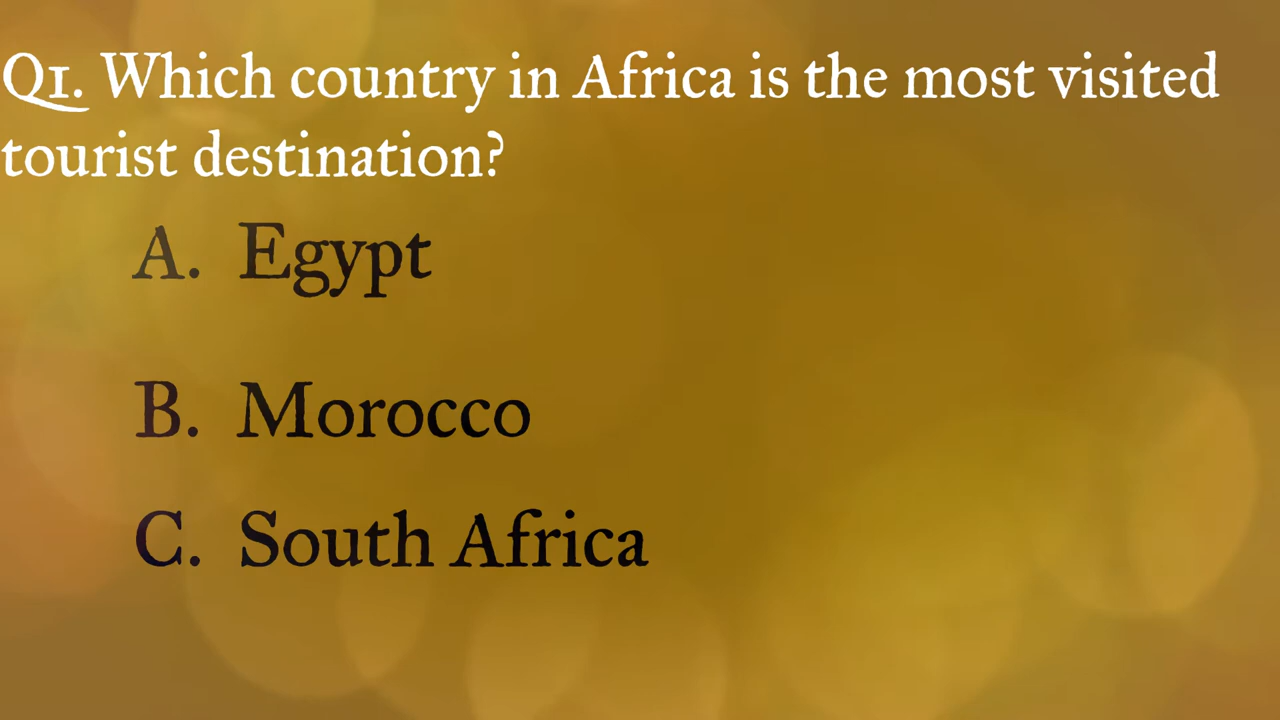 Q1. Which country in Africa is the most visited
tourist destination?
A. Egypt
B. Morocco
C. South Africa